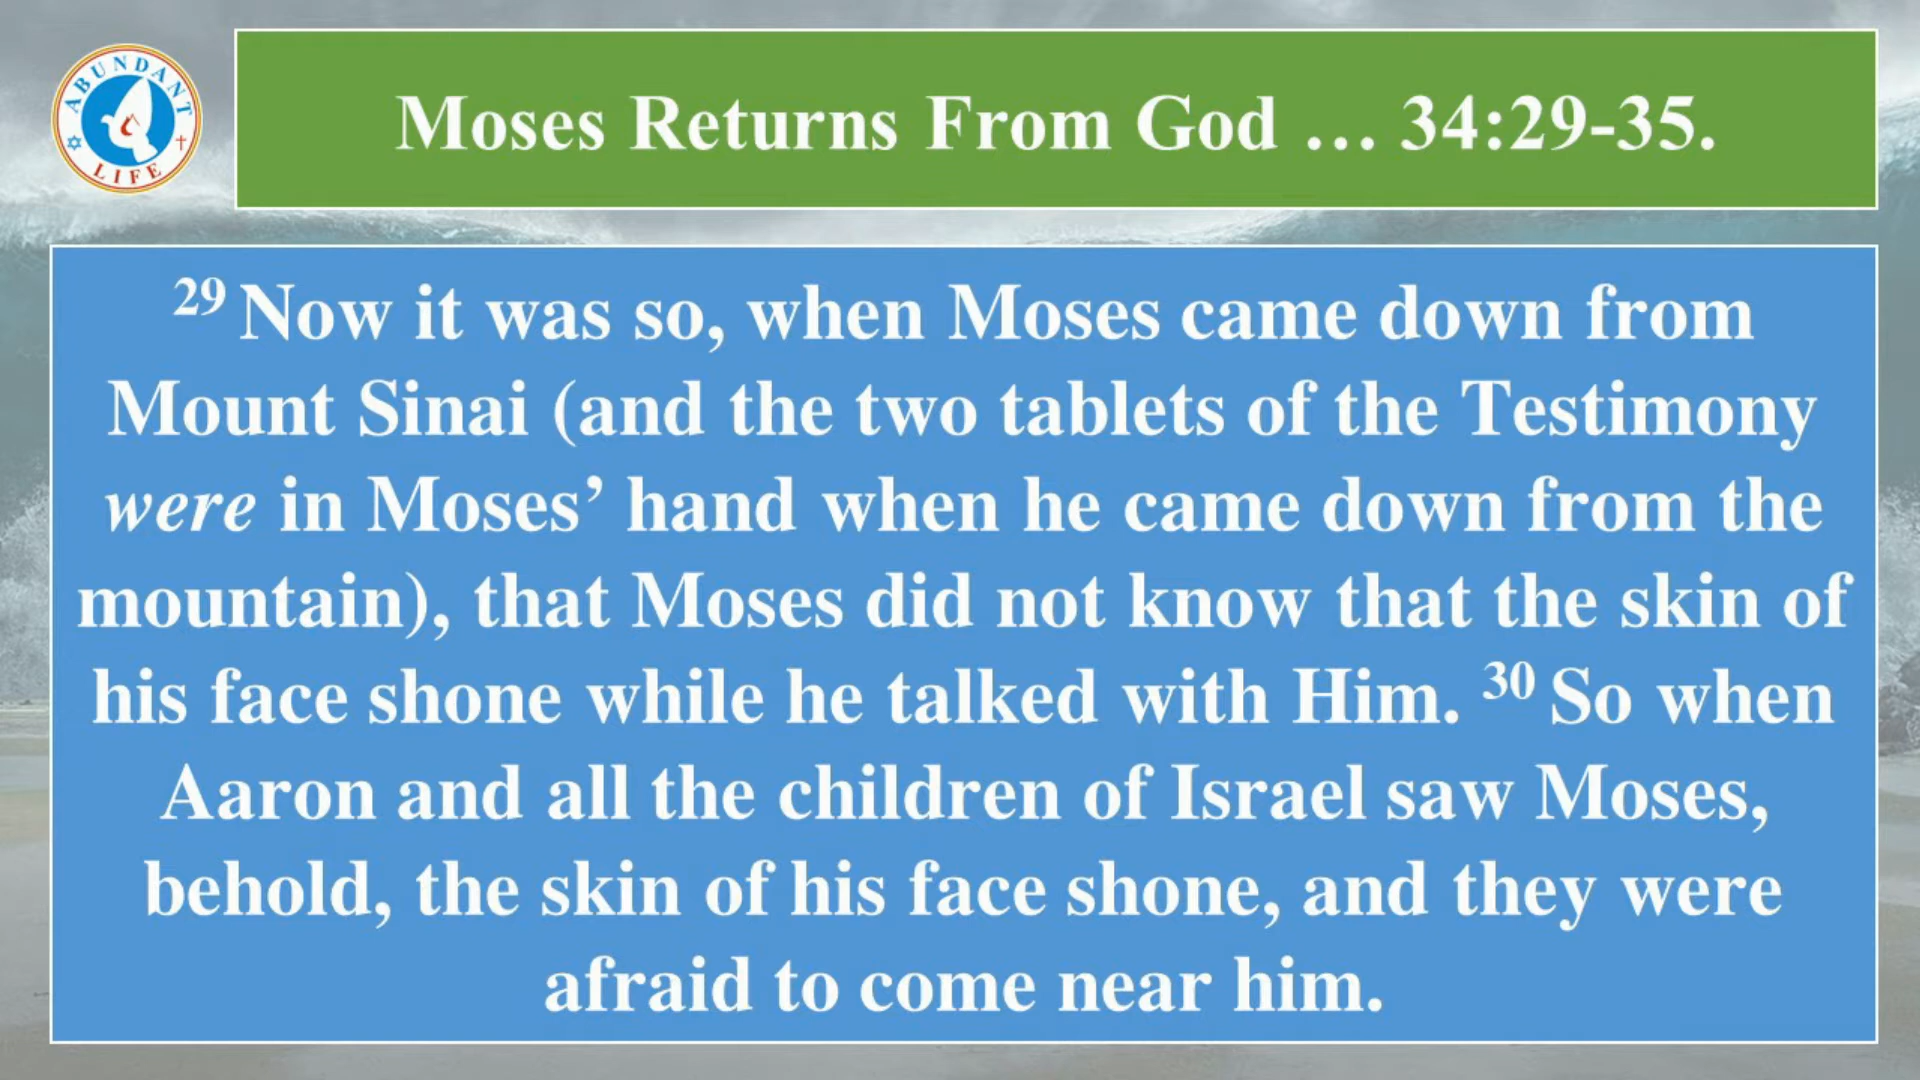 ABUNDANT
LIFE
Moses Returns From God … 34:29-35.
29 Now it was so, when Moses came down from
Mount Sinai (and the two tablets of the Testimony
were in Moses’ hand when he came down from the
mountain), that Moses did not know that the skin of
his face shone while he talked with Him. 30 So when
Aaron and all the children of Israel saw Moses,
behold, the skin of his face shone, and they were
afraid to come near him.